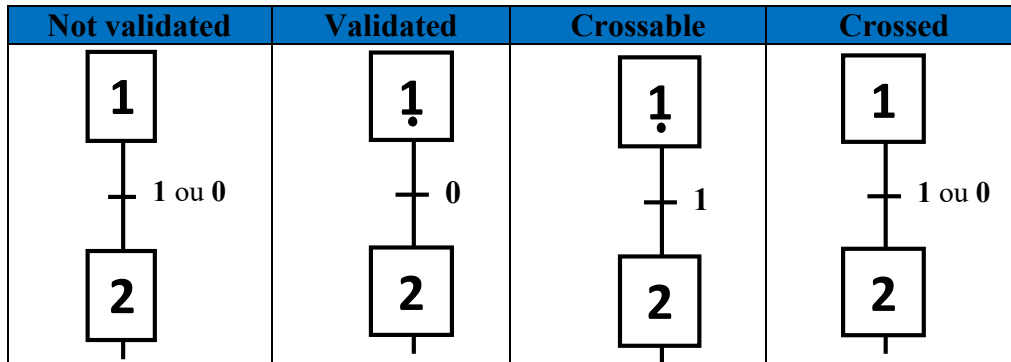 Not validated Validated Crossable Crossed
1 1 1 1
1 ou 0 0 1 1 ou 0
2 2 2 2